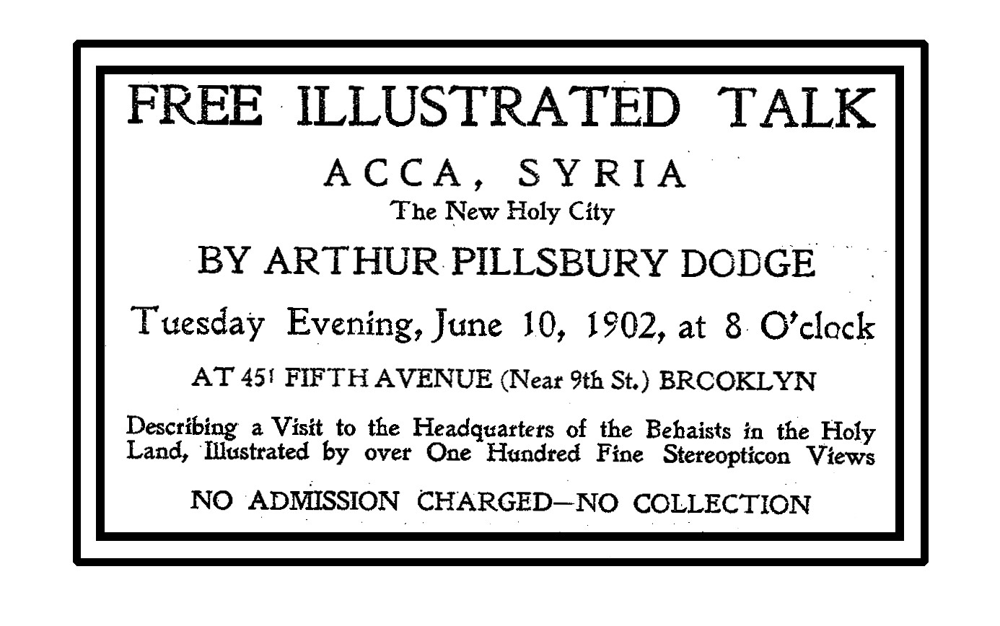 FREE ILLUSTRATED TALK
ACCA, SYRIA
The New Holy City
BY ARTHUR PILLSBURY DODGE
Tuesday Evening, June 10, 1902, at 8 O'clock
AT 451 FIFTH AVENUE (Near 9th St.) BROOKLYN
Describing a Visit to the Headquarters of the Behaists in the Holy
Land, Illustrated by over One Hundred Fine Stereopticon Views
NO ADMISSION CHARGED—NO COLLECTION